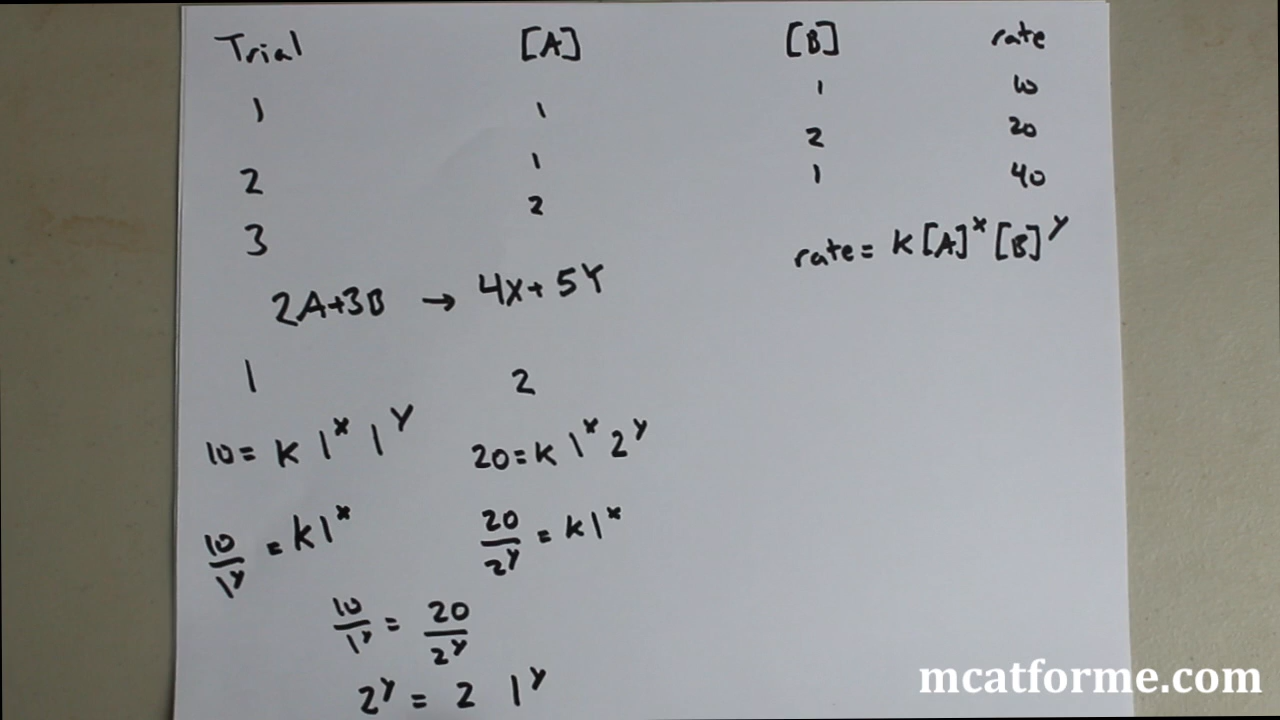 Trial [A] [B] rate
1 1 1 10
2 1 2 20
3 2 1 40
rate = k[A]^x [B]^y
2A+3B → 4X+5Y
1 2
10 = k 1^x 1^y 20 = k 1^x 2^y
10/1^y = k1^x 20/2^y = k1^x
10/1^y = 20/2^y
2^y = 2 1^y
mcatforme.com